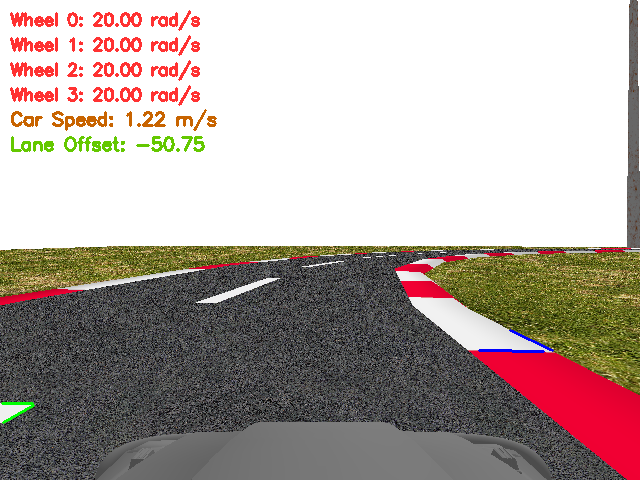 Wheel 0: 20.00 rad/s
Wheel 1: 20.00 rad/s
Wheel 2: 20.00 rad/s
Wheel 3: 20.00 rad/s
Car Speed: 1.22 m/s
Lane Offset: -50.75